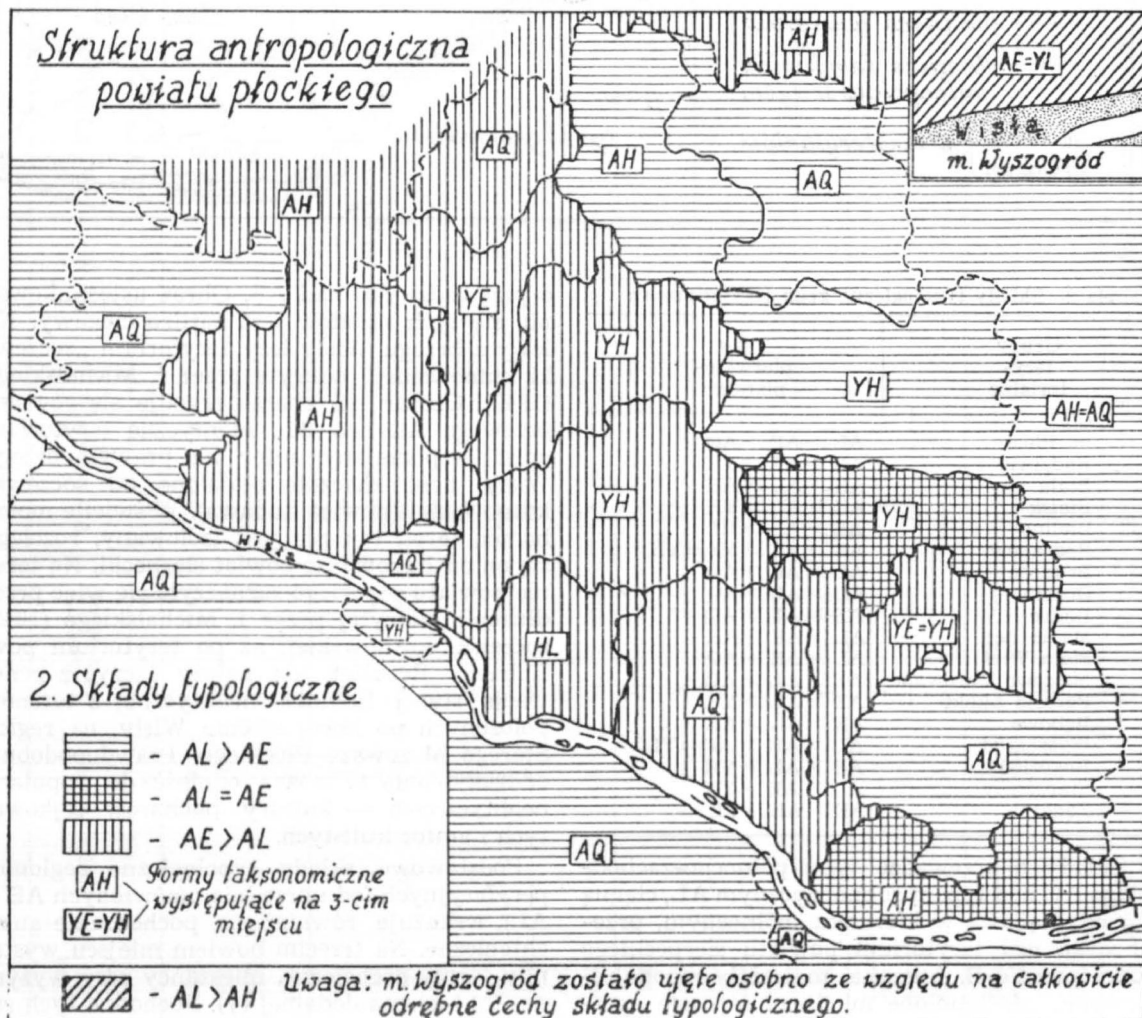 Struktura antropologiczna
powiatu płockiego
AH
AE=YL
Wisłą
m. Wyszogród
AQ
AH
AQ
AH
AQ
YE
YH
AH
YH
AH=AQ
YH
YH
Wisła
AQ
AQ
YH
HL
YE=YH
AQ
AQ
AQ
AH
AQ
2. Składy typologiczne
- AL > AE
- AL = AE
- AE > AL
AH
YE=YH
Formy taksonomiczne
występujące na 3-cim
miejscu
- AL > AH
Uwaga: m. Wyszogród zostało ujęte osobno ze względu na całkowicie
odrębne cechy składu typologicznego.